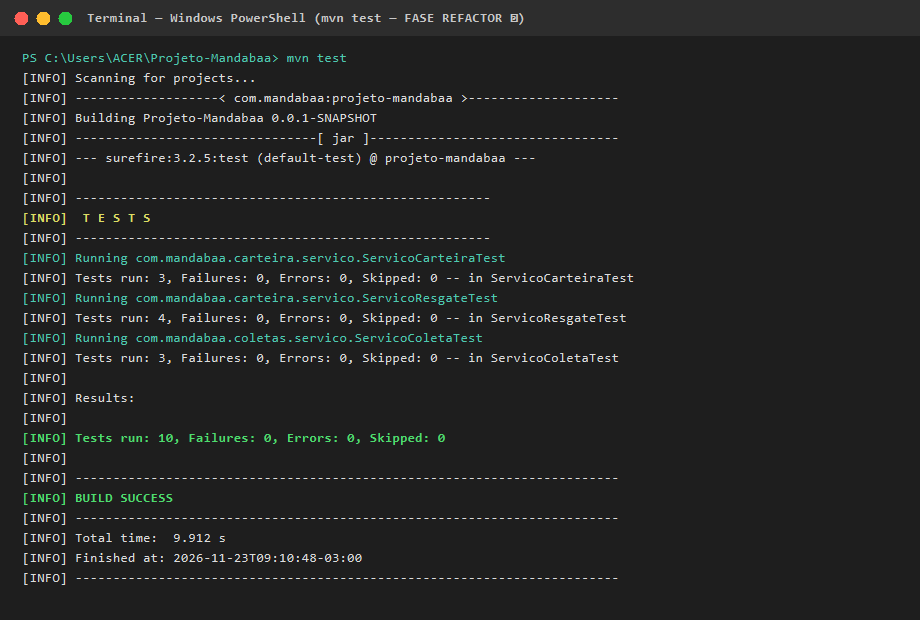 Terminal — Windows PowerShell (mvn test — FASE REFACTOR )
PS C:\Users\ACER\Projeto-Mandabaa> mvn test
[INFO] Scanning for projects...
[INFO] -------------------< com.mandabaa:projeto-mandabaa >--------------------
[INFO] Building Projeto-Mandabaa 0.0.1-SNAPSHOT
[INFO] --------------------------------[ jar ]---------------------------------
[INFO] --- surefire:3.2.5:test (default-test) @ projeto-mandabaa ---
[INFO]
[INFO] -------------------------------------------------------
[INFO]  T E S T S
[INFO] -------------------------------------------------------
[INFO] Running com.mandabaa.carteira.servico.ServicoCarteiraTest
[INFO] Tests run: 3, Failures: 0, Errors: 0, Skipped: 0 -- in ServicoCarteiraTest
[INFO] Running com.mandabaa.carteira.servico.ServicoResgateTest
[INFO] Tests run: 4, Failures: 0, Errors: 0, Skipped: 0 -- in ServicoResgateTest
[INFO] Running com.mandabaa.coletas.servico.ServicoColetaTest
[INFO] Tests run: 3, Failures: 0, Errors: 0, Skipped: 0 -- in ServicoColetaTest
[INFO]
[INFO] Results:
[INFO]
[INFO] Tests run: 10, Failures: 0, Errors: 0, Skipped: 0
[INFO]
[INFO] ------------------------------------------------------------------------
[INFO] BUILD SUCCESS
[INFO] ------------------------------------------------------------------------
[INFO] Total time:  9.912 s
[INFO] Finished at: 2026-11-23T09:10:48-03:00
[INFO] ------------------------------------------------------------------------